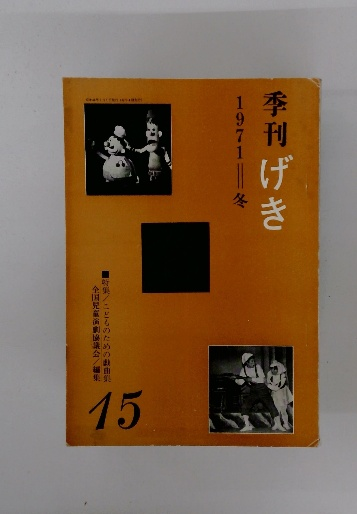 季刊 げき
1971＝冬
■特集／こどものための戯曲集
全国児童演劇協議会／編集
15